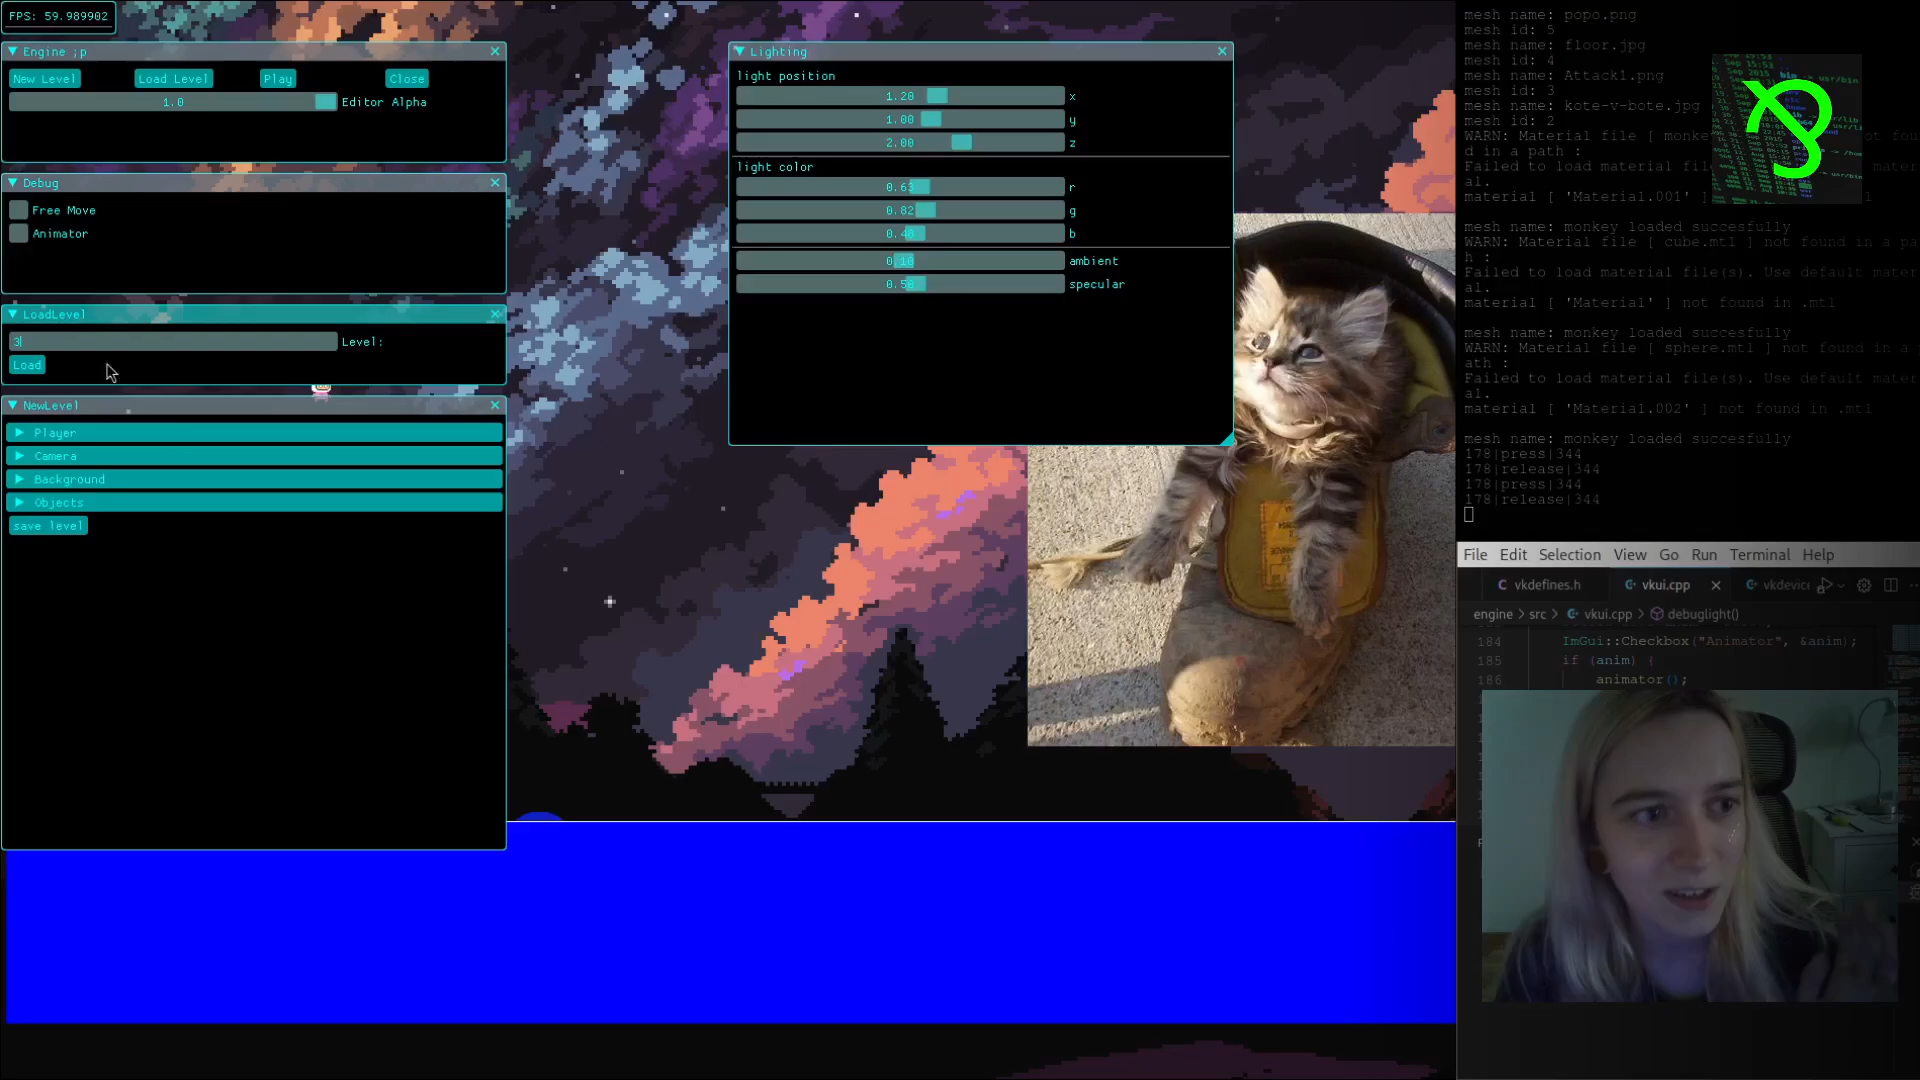 FPS: 59.989902
Engine ;p
New Level
Load Level
Play
Close
1.0
Editor Alpha
Debug
Free Move
Animator
LoadLevel
3
Level:
Load
NewLevel
Player
Camera
Background
Objects
save level
Lighting
light position
1.20 x
1.00 y
2.00 z
light color
0.63 r
0.82 g
b
ambient
specular
mesh name: popo.png
mesh id: 5
mesh name: floor.jpg
mesh id: 4
mesh name: Attack1.png
mesh id: 3
mesh name: kote-v-bote.jpg
mesh id: 2
WARN: Material file [ monke
d in a path :
Failed to load material fil
al.
material [ 'Material.001' ]
mesh name: monkey loaded succesfully
WARN: Material file [ cube.mtl ] not found in a pa
h :
Failed to load material file(s). Use default mater
al.
material [ 'Material' ] not found in .mtl
mesh name: monkey loaded succesfully
WARN: Material file [ sphere.mtl ] not found in a
ath :
Failed to load material file(s). Use default mater
al.
material [ 'Material.002' ] not found in .mtl
mesh name: monkey loaded succesfully
178|press|344
178|release|344
178|press|344
178|release|344
File Edit Selection View Go Run Terminal Help
vkdefines.h
vkui.cpp
vkdevic
engine > src > vkui.cpp > debuglight()
184 ImGui::Checkbox("Animator", &anim);
185 if (anim) {
186 animator();